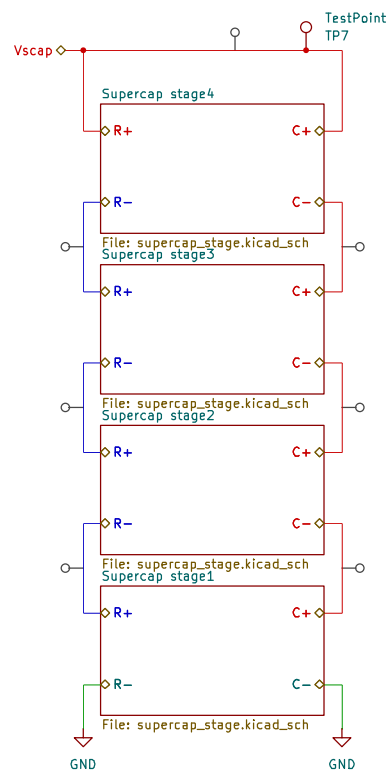 TestPoint
TP7
Vscap
Supercap stage4
R+ C+
R- C-
File: supercap_stage.kicad_sch
Supercap stage3
R+ C+
R- C-
File: supercap_stage.kicad_sch
Supercap stage2
R+ C+
R- C-
File: supercap_stage.kicad_sch
Supercap stage1
R+ C+
R- C-
File: supercap_stage.kicad_sch
GND GND